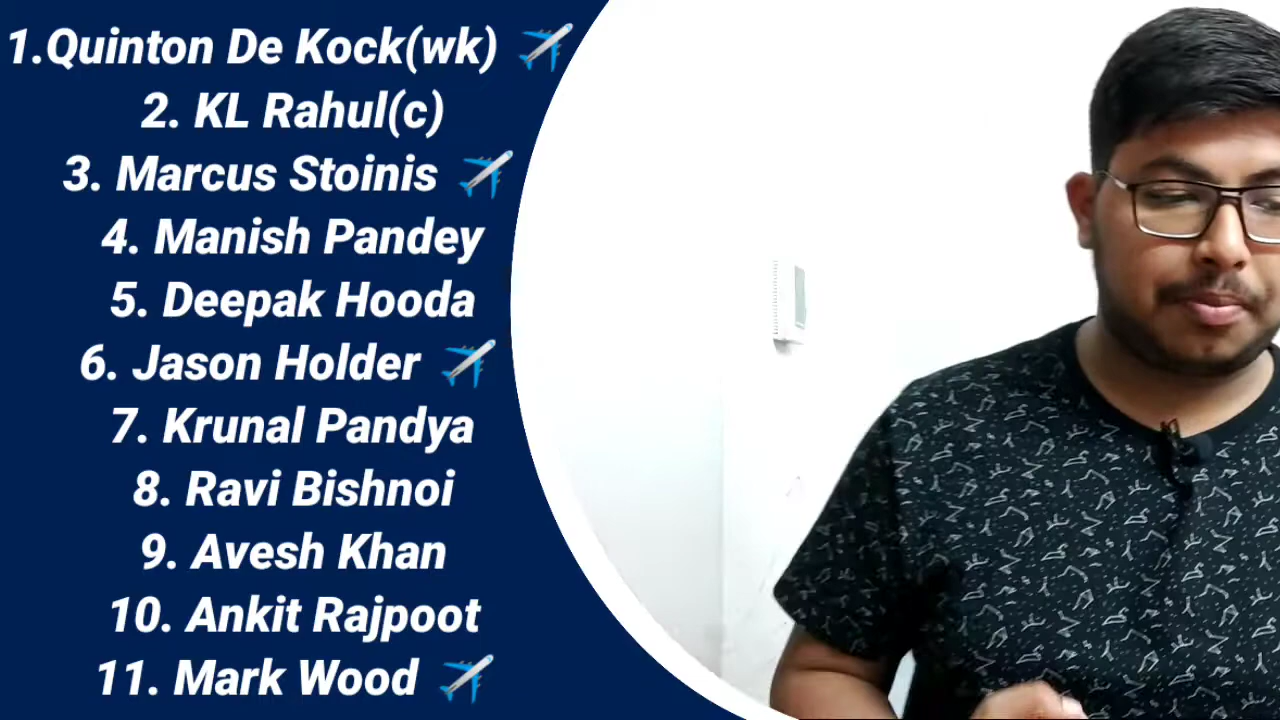 1.Quinton De Kock(wk) ✈️
2. KL Rahul(c)
3. Marcus Stoinis ✈️
4. Manish Pandey
5. Deepak Hooda
6. Jason Holder ✈️
7. Krunal Pandya
8. Ravi Bishnoi
9. Avesh Khan
10. Ankit Rajpoot
11. Mark Wood ✈️